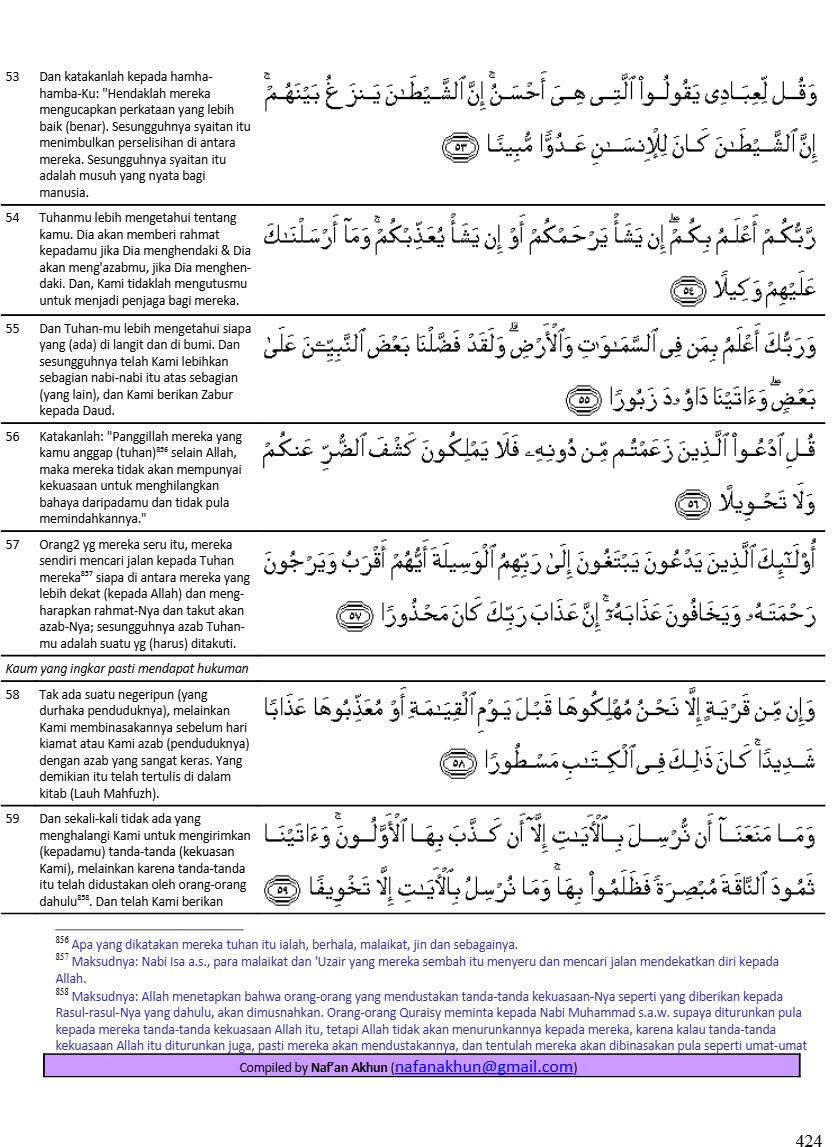 53 Dan katakanlah kepada hamha-
hamba-Ku: "Hendaklah mereka
mengucapkan perkataan yang lebih
baik (benar). Sesungguhnya syaitan itu
menimbulkan perselisihan di antara
mereka. Sesungguhnya syaitan itu
adalah musuh yang nyata bagi
manusia.
وَقُل لِّعِبَادِى يَقُولُوا۟ ٱلَّتِى هِىَ أَحْسَنُ ۚ إِنَّ ٱلشَّيْطَـٰنَ يَنزَغُ بَيْنَهُمْ ۚ
إِنَّ ٱلشَّيْطَـٰنَ كَانَ لِلْإِنسَـٰنِ عَدُوًّا مُّبِينًا ٥٣
54 Tuhanmu lebih mengetahui tentang
kamu. Dia akan memberi rahmat
kepadamu jika Dia menghendaki & Dia
akan meng'azabmu, jika Dia menghen-
daki. Dan, Kami tidaklah mengutusmu
untuk menjadi penjaga bagi mereka.
رَّبُّكُمْ أَعْلَمُ بِكُمْ ۖ إِن يَشَأْ يَرْحَمْكُمْ أَوْ إِن يَشَأْ يُعَذِّبْكُمْ ۚ وَمَآ أَرْسَلْنَـٰكَ
عَلَيْهِمْ وَكِيلًا ٥٤
55 Dan Tuhan-mu lebih mengetahui siapa
yang (ada) di langit dan di bumi. Dan
sesungguhnya telah Kami lebihkan
sebagian nabi-nabi itu atas sebagian
(yang lain), dan Kami berikan Zabur
kepada Daud.
وَرَبُّكَ أَعْلَمُ بِمَن فِى ٱلسَّمَـٰوَٰتِ وَٱلْأَرْضِ ۗ وَلَقَدْ فَضَّلْنَا بَعْضَ ٱلنَّبِيِّـۧنَ عَلَىٰ
بَعْضٍ ۖ وَءَاتَيْنَا دَاوُۥدَ زَبُورًا ٥٥
56 Katakanlah: "Panggillah mereka yang
kamu anggap (tuhan)⁸⁵⁶ selain Allah,
maka mereka tidak akan mempunyai
kekuasaan untuk menghilangkan
bahaya daripadamu dan tidak pula
memindahkannya."
قُلِ ٱدْعُوا۟ ٱلَّذِينَ زَعَمْتُم مِّن دُونِهِۦ فَلَا يَمْلِكُونَ كَشْفَ ٱلضُّرِّ عَنكُمْ
وَلَا تَحْوِيلًا ٥٦
57 Orang2 yg mereka seru itu, mereka
sendiri mencari jalan kepada Tuhan
mereka⁸⁵⁷ siapa di antara mereka yang
lebih dekat (kepada Allah) dan meng-
harapkan rahmat-Nya dan takut akan
azab-Nya; sesungguhnya azab Tuhan-
mu adalah suatu yg (harus) ditakuti.
أُو۟لَـٰٓئِكَ ٱلَّذِينَ يَدْعُونَ يَبْتَغُونَ إِلَىٰ رَبِّهِمُ ٱلْوَسِيلَةَ أَيُّهُمْ أَقْرَبُ وَيَرْجُونَ
رَحْمَتَهُۥ وَيَخَافُونَ عَذَابَهُۥٓ ۚ إِنَّ عَذَابَ رَبِّكَ كَانَ مَحْذُورًا ٥٧
Kaum yang ingkar pasti mendapat hukuman
58 Tak ada suatu negeripun (yang
durhaka penduduknya), melainkan
Kami membinasakannya sebelum hari
kiamat atau Kami azab (penduduknya)
dengan azab yang sangat keras. Yang
demikian itu telah tertulis di dalam
kitab (Lauh Mahfuzh).
وَإِن مِّن قَرْيَةٍ إِلَّا نَحْنُ مُهْلِكُوهَا قَبْلَ يَوْمِ ٱلْقِيَـٰمَةِ أَوْ مُعَذِّبُوهَا عَذَابًا
شَدِيدًا ۚ كَانَ ذَٰلِكَ فِى ٱلْكِتَـٰبِ مَسْطُورًا ٥٨
59 Dan sekali-kali tidak ada yang
menghalangi Kami untuk mengirimkan
(kepadamu) tanda-tanda (kekuasan
Kami), melainkan karena tanda-tanda
itu telah didustakan oleh orang-orang
dahulu⁸⁵⁸. Dan telah Kami berikan
وَمَا مَنَعَنَآ أَن نُّرْسِلَ بِٱلْـَٔايَـٰتِ إِلَّآ أَن كَذَّبَ بِهَا ٱلْأَوَّلُونَ ۚ وَءَاتَيْنَا
ثَمُودَ ٱلنَّاقَةَ مُبْصِرَةً فَظَلَمُوا۟ بِهَا ۚ وَمَا نُرْسِلُ بِٱلْـَٔايَـٰتِ إِلَّا تَخْوِيفًا ٥٩
⁸⁵⁶ Apa yang dikatakan mereka tuhan itu ialah, berhala, malaikat, jin dan sebagainya.
⁸⁵⁷ Maksudnya: Nabi Isa a.s., para malaikat dan 'Uzair yang mereka sembah itu menyeru dan mencari jalan mendekatkan diri kepada
Allah.
⁸⁵⁸ Maksudnya: Allah menetapkan bahwa orang-orang yang mendustakan tanda-tanda kekuasaan-Nya seperti yang diberikan kepada
Rasul-rasul-Nya yang dahulu, akan dimusnahkan. Orang-orang Quraisy meminta kepada Nabi Muhammad s.a.w. supaya diturunkan pula
kepada mereka tanda-tanda kekuasaan Allah itu, tetapi Allah tidak akan menurunkannya kepada mereka, karena kalau tanda-tanda
kekuasaan Allah itu diturunkan juga, pasti mereka akan mendustakannya, dan tentulah mereka akan dibinasakan pula seperti umat-umat
Compiled by Naf'an Akhun (nafanakhun@gmail.com)
424